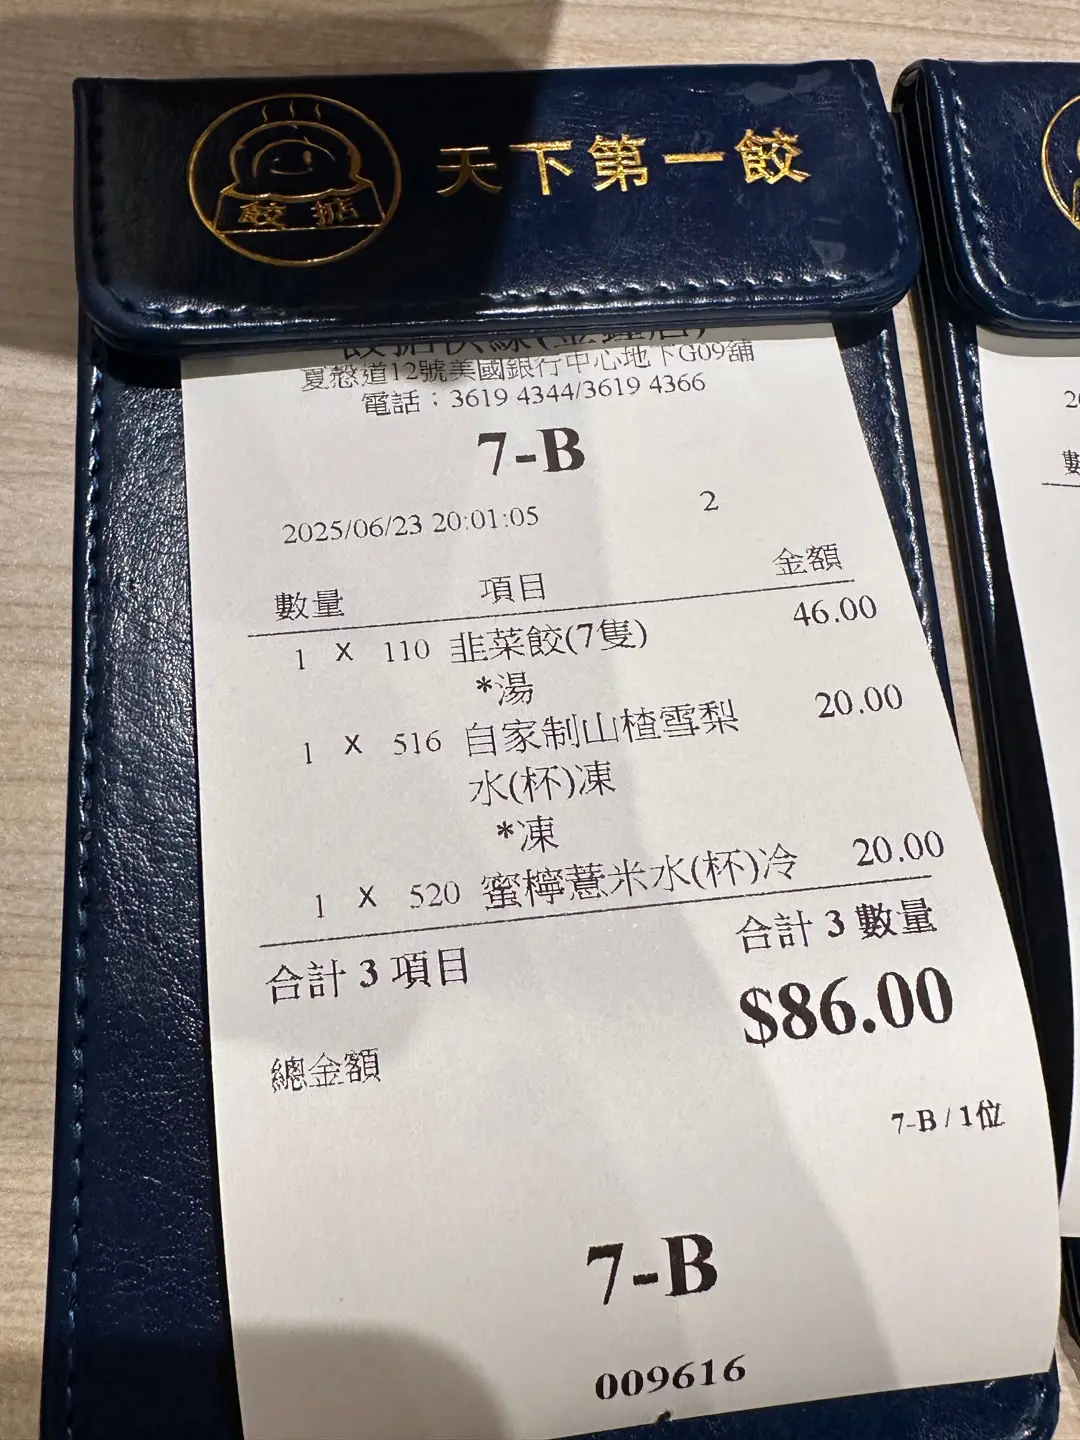 餃掂
天下第一餃
夏慤道12號美國銀行中心地下G09舖
電話：3619 4344/3619 4366
7-B
2025/06/23 20:01:05 2
數量 項目 金額
1 X 110 韭菜餃(7隻) 46.00
*湯
1 X 516 自家制山楂雪梨 20.00
水(杯)凍
*凍
1 X 520 蜜檸薏米水(杯)冷 20.00
合計 3 項目 合計 3 數量
總金額 $86.00
7-B / 1位
7-B
009616